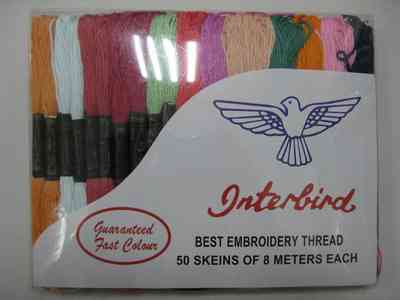 Interbird
Guaranteed
Fast Colour
BEST EMBROIDERY THREAD
50 SKEINS OF 8 METERS EACH